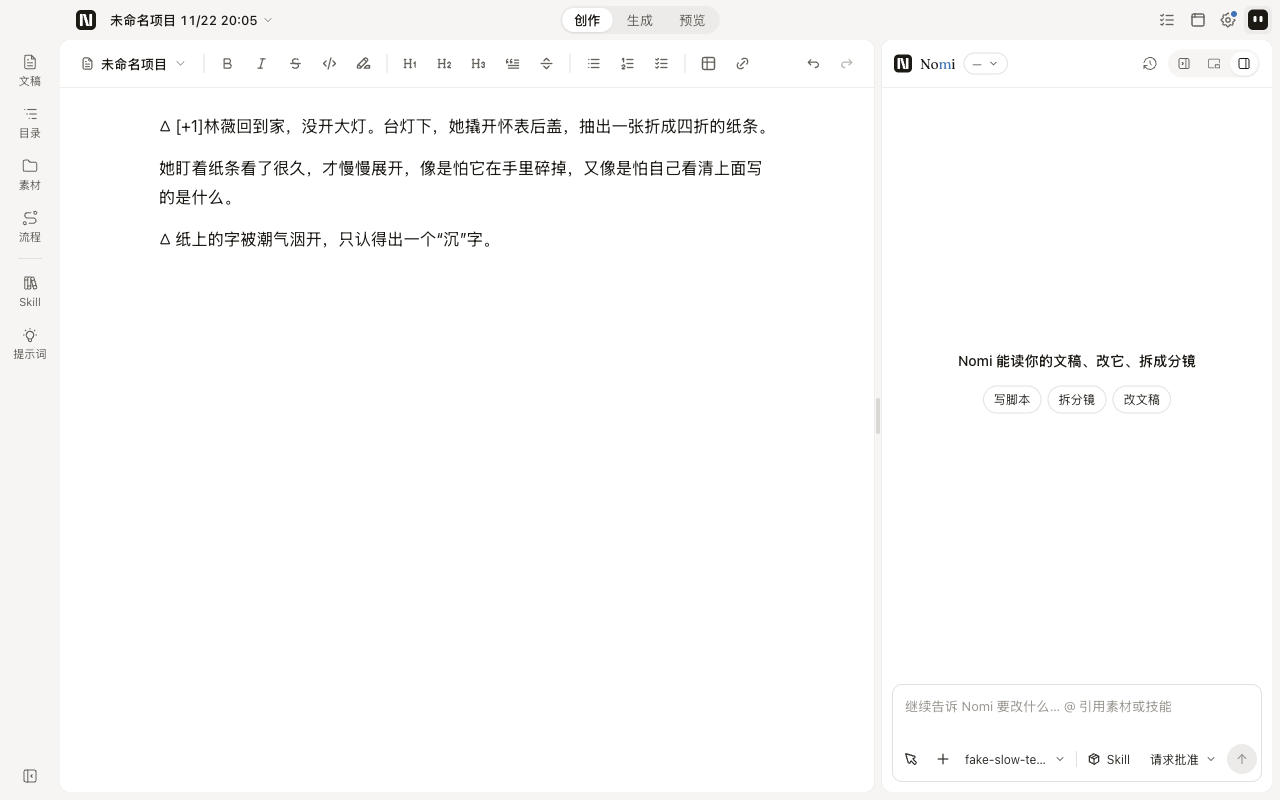 未命名项目 11/22 20:05
创作
生成
预览
文稿
目录
素材
流程
Skill
提示词
未命名项目
B
I
S
H1
H2
H3
∆ [+1]林薇回到家，没开大灯。台灯下，她撬开怀表后盖，抽出一张折成四折的纸条。
她盯着纸条看了很久，才慢慢展开，像是怕它在手里碎掉，又像是怕自己看清上面写
的是什么。
∆ 纸上的字被潮气洇开，只认得出一个“沉”字。
Nomi
—
Nomi 能读你的文稿、改它、拆成分镜
写脚本
拆分镜
改文稿
继续告诉 Nomi 要改什么... @ 引用素材或技能
fake-slow-te...
Skill
请求批准